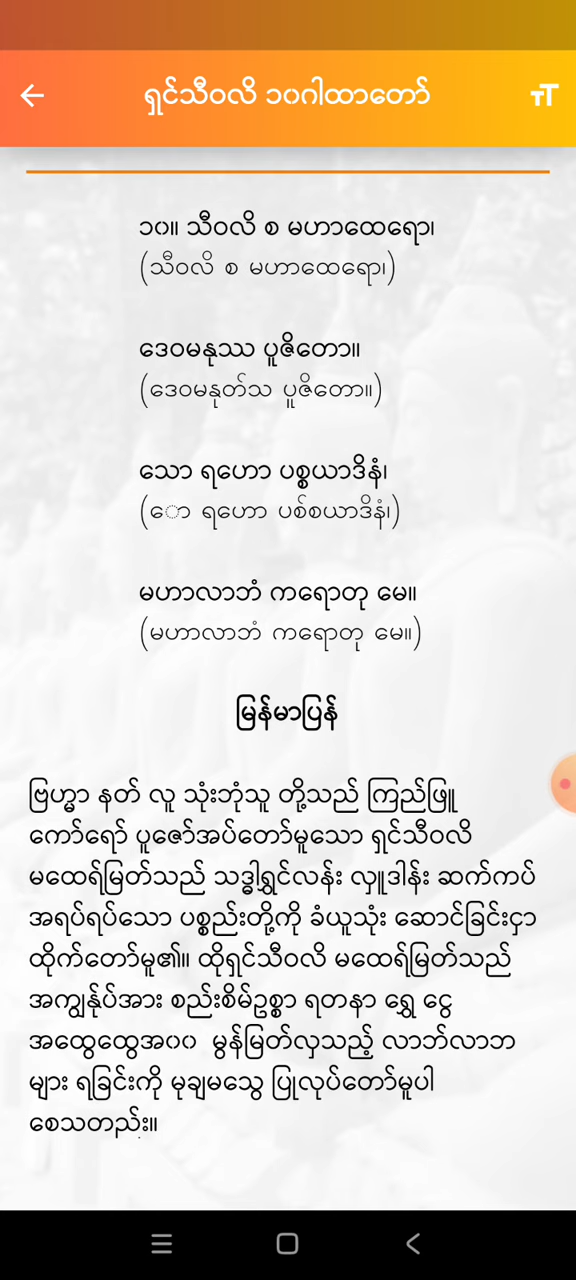 ရှင်သီဝလိ ၁၀ဂါထာတော်
၁၀။ သီဝလိ စ မဟာထေရော၊
(သီဝလိ စ မဟာထေရော၊)
ဒေဝမနုဿ ပူဇိတော။
(ဒေဝမနုတ်သ ပူဇိတော။)
သော ရဟော ပစ္စယာဒိနံ၊
(ော ရဟော ပစ်စယာဒိနံ၊)
မဟာလာဘံ ကရောတု မေ။
(မဟာလာဘံ ကရောတု မေ။)
မြန်မာပြန်
ဗြဟ္မာ နတ် လူ သုံးဘုံသူ တို့သည် ကြည်ဖြူ
ကော်ရော် ပူဇော်အပ်တော်မူသော ရှင်သီဝလိ
မထေရ်မြတ်သည် သဒ္ဓါရွှင်လန်း လှူဒါန်း ဆက်ကပ်
အရပ်ရပ်သော ပစ္စည်းတို့ကို ခံယူသုံး ဆောင်ခြင်းငှာ
ထိုက်တော်မူ၏။ ထိုရှင်သီဝလိ မထေရ်မြတ်သည်
အကျွန်ုပ်အား စည်းစိမ်ဥစ္စာ ရတနာ ရွှေ ငွေ
အထွေထွေအ၀၀ မွန်မြတ်လှသည့် လာဘ်လာဘ
များ ရခြင်းကို မုချမသွေ ပြုလုပ်တော်မူပါ
စေသတည်း။